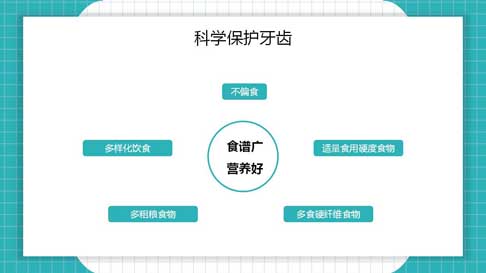 科学保护牙齿
不偏食
食谱广
营养好
多样化饮食
适量食用硬度食物
多粗粮食物
多食硬纤维食物